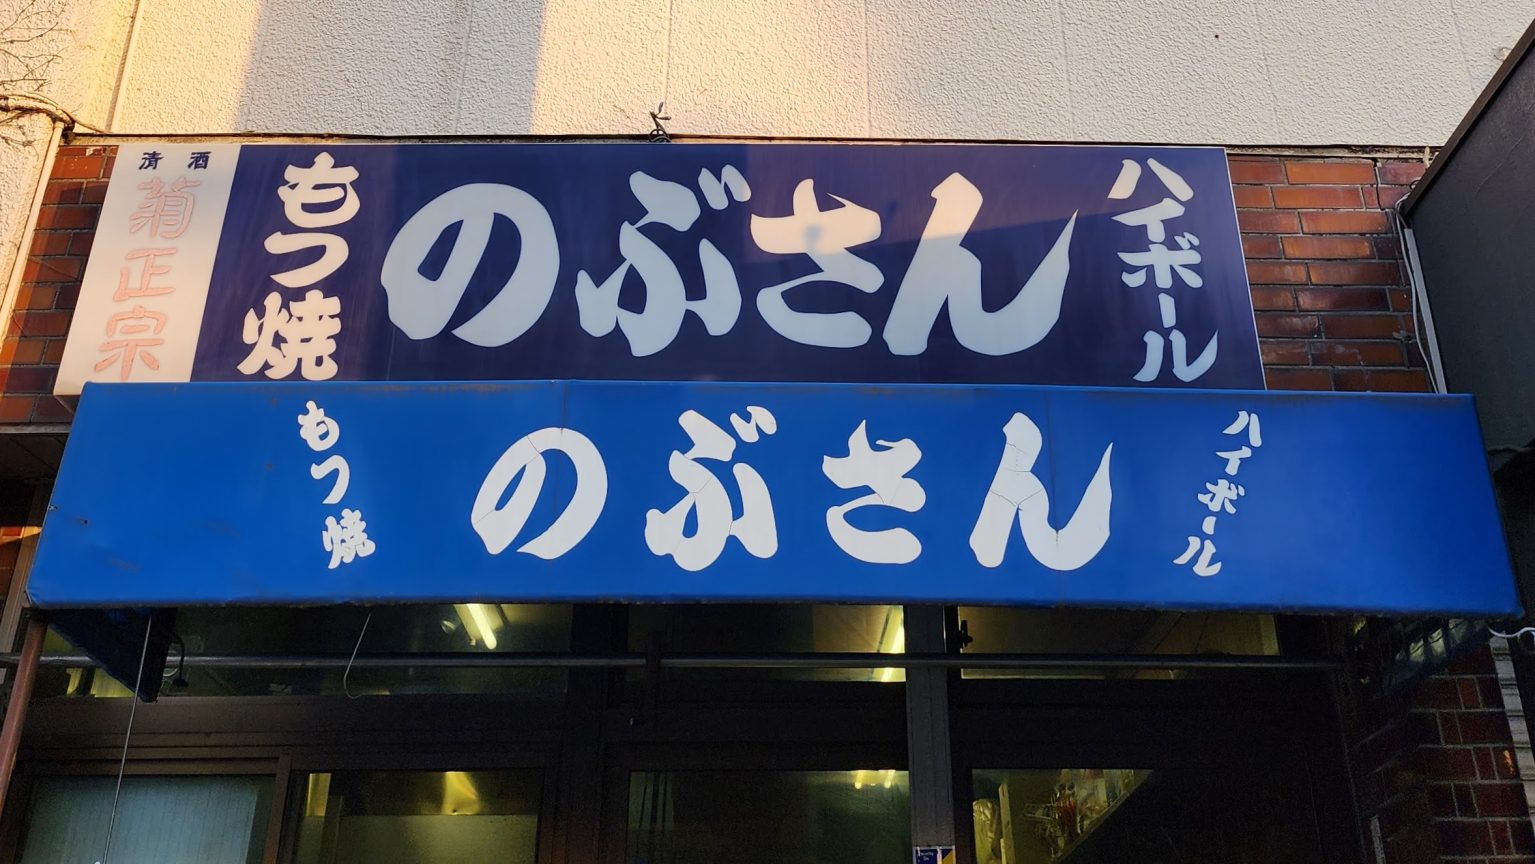 清酒
菊正宗
もつ焼
のぶさん
ハイボール
もつ焼
のぶさん
ハイボール